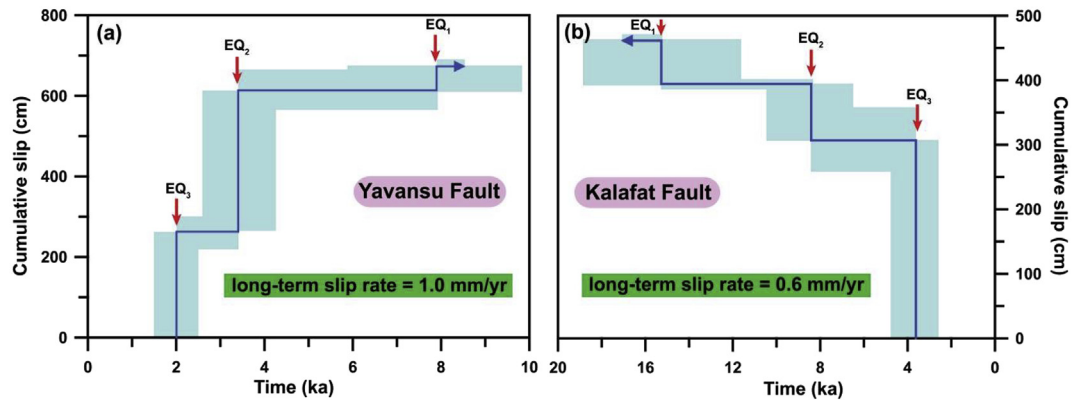 (a)
Cumulative slip (cm)
800
600
400
200
0
EQ₁
EQ₂
EQ₃
Yavansu Fault
long-term slip rate = 1.0 mm/yr
0 2 4 6 8 10
Time (ka)
(b)
EQ₁
EQ₂
EQ₃
Kalafat Fault
long-term slip rate = 0.6 mm/yr
500
400
300
200
100
0
Cumulative slip (cm)
20 16 12 8 4 0
Time (ka)